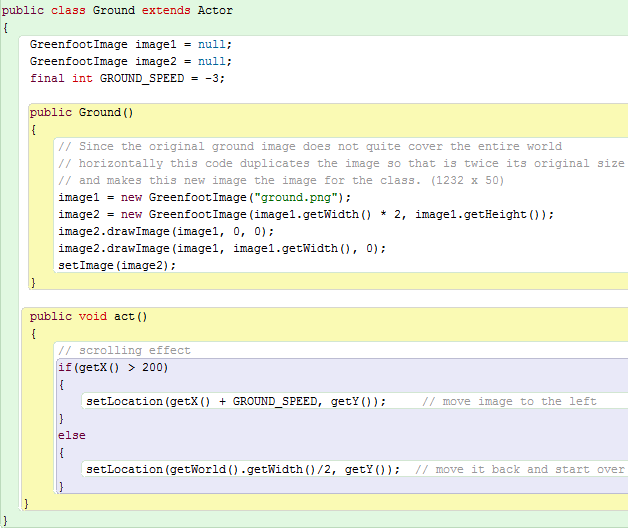 public class Ground extends Actor
{
GreenfootImage image1 = null;
GreenfootImage image2 = null;
final int GROUND_SPEED = -3;
public Ground()
{
// Since the original ground image does not quite cover the entire world
// horizontally this code duplicates the image so that is twice its original size
// and makes this new image the image for the class. (1232 x 50)
image1 = new GreenfootImage("ground.png");
image2 = new GreenfootImage(image1.getWidth() * 2, image1.getHeight());
image2.drawImage(image1, 0, 0);
image2.drawImage(image1, image1.getWidth(), 0);
setImage(image2);
}
public void act()
{
// scrolling effect
if(getX() > 200)
{
setLocation(getX() + GROUND_SPEED, getY()); // move image to the left
}
else
{
setLocation(getWorld().getWidth()/2, getY()); // move it back and start over
}
}
}